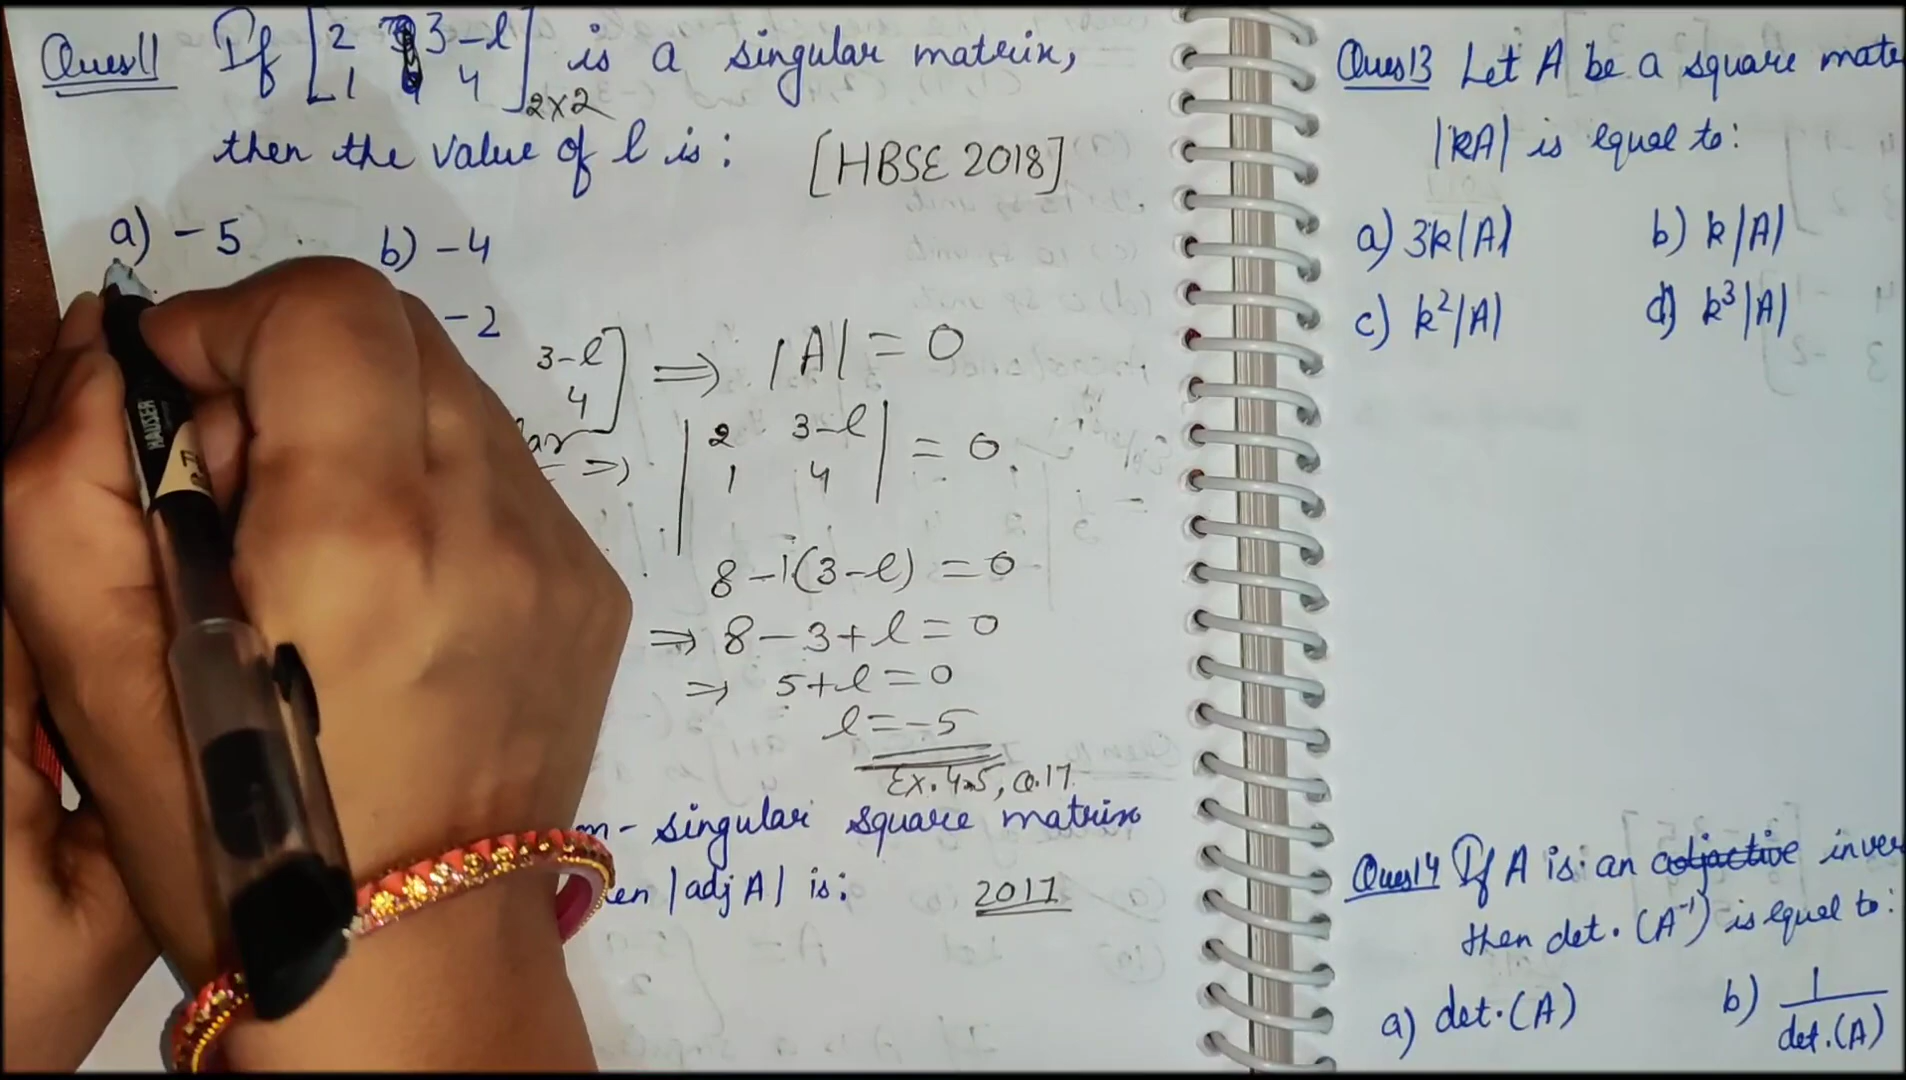 Ques11 If [2 3-l
1 4]2×2 is a singular matrix,
then the value of l is: [HBSE 2018]
a) -5 b) -4
-2
3-l
4] ⇒ |A| = 0
⇒ |2 3-l
1 4| = 0
8-1(3-l) = 0
⇒ 8-3+l = 0
⇒ 5+l = 0
l = -5
Ex. 4.5, Q.17
singular square matrix
|adj A| is: 2017
Ques13 Let A be a square
|kA| is equal to:
a) 3k|A| b) k|A|
c) k²|A| d) k³|A|
Ques14 If A is an adjactive
then det. (A⁻¹) is equal to:
a) det. (A) b) 1/det. (A)
HAUSER